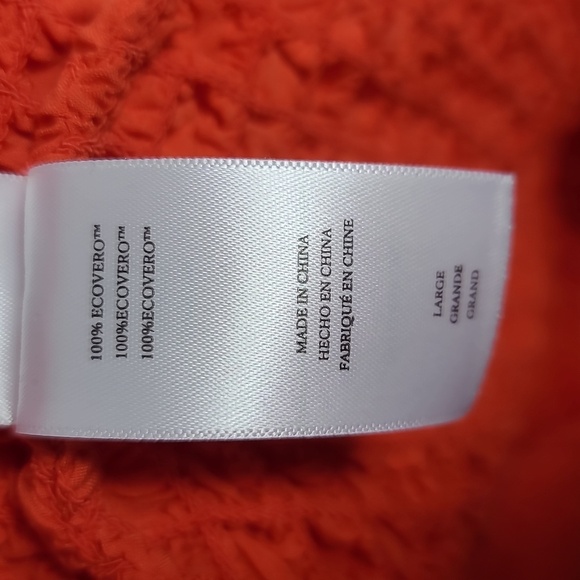 100% ECOVERO™
100%ECOVERO™
100%ECOVERO™
MADE IN CHINA
HECHO EN CHINA
FABRIQUÉ EN CHINE
LARGE
GRANDE
GRAND